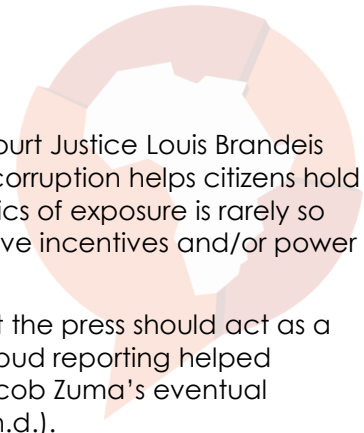 ourt Justice Louis Brandeis
corruption helps citizens hold
ics of exposure is rarely so
ve incentives and/or power
t the press should act as a
oud reporting helped
cob Zuma's eventual
n.d.).